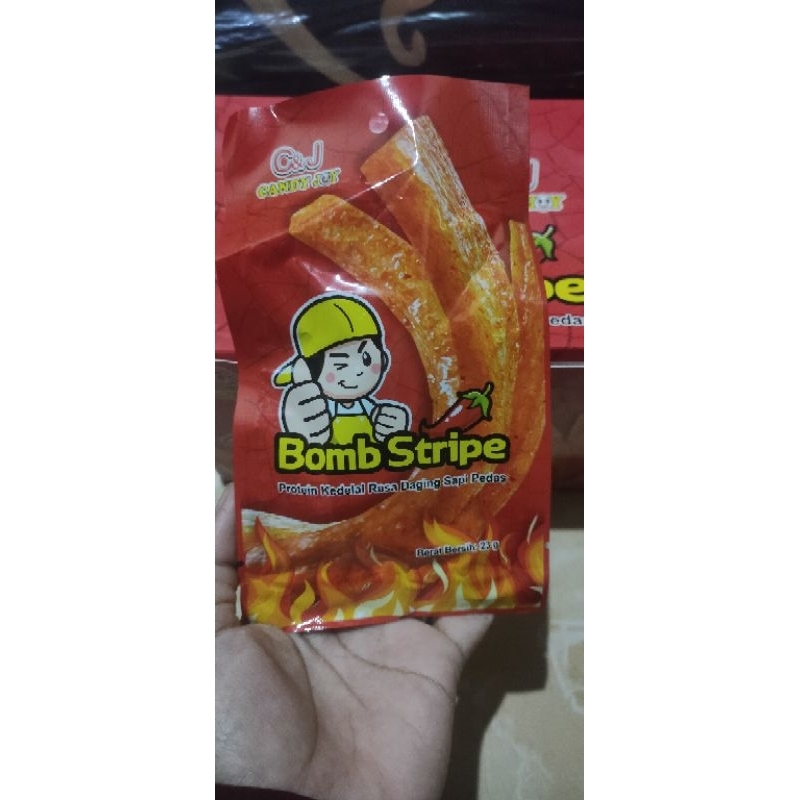 C&J
CANDY JOY
Bomb Stripe
Protein Kedelai Rasa Daging Sapi Pedas
Berat Bersih: 23 g